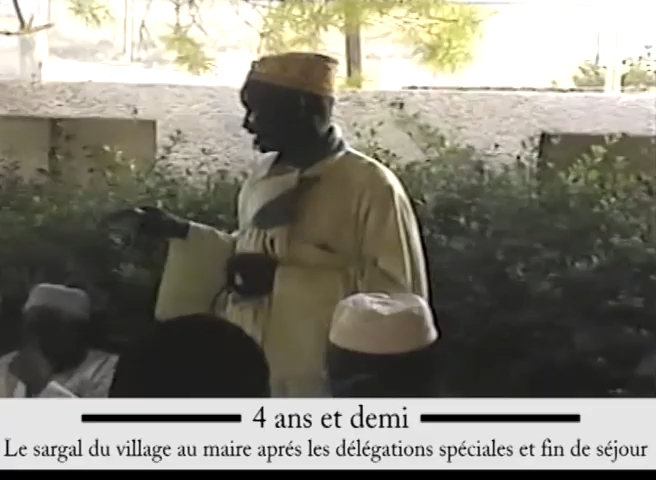 4 ans et demi
Le sargal du village au maire aprés les délégations spéciales et fin de séjour